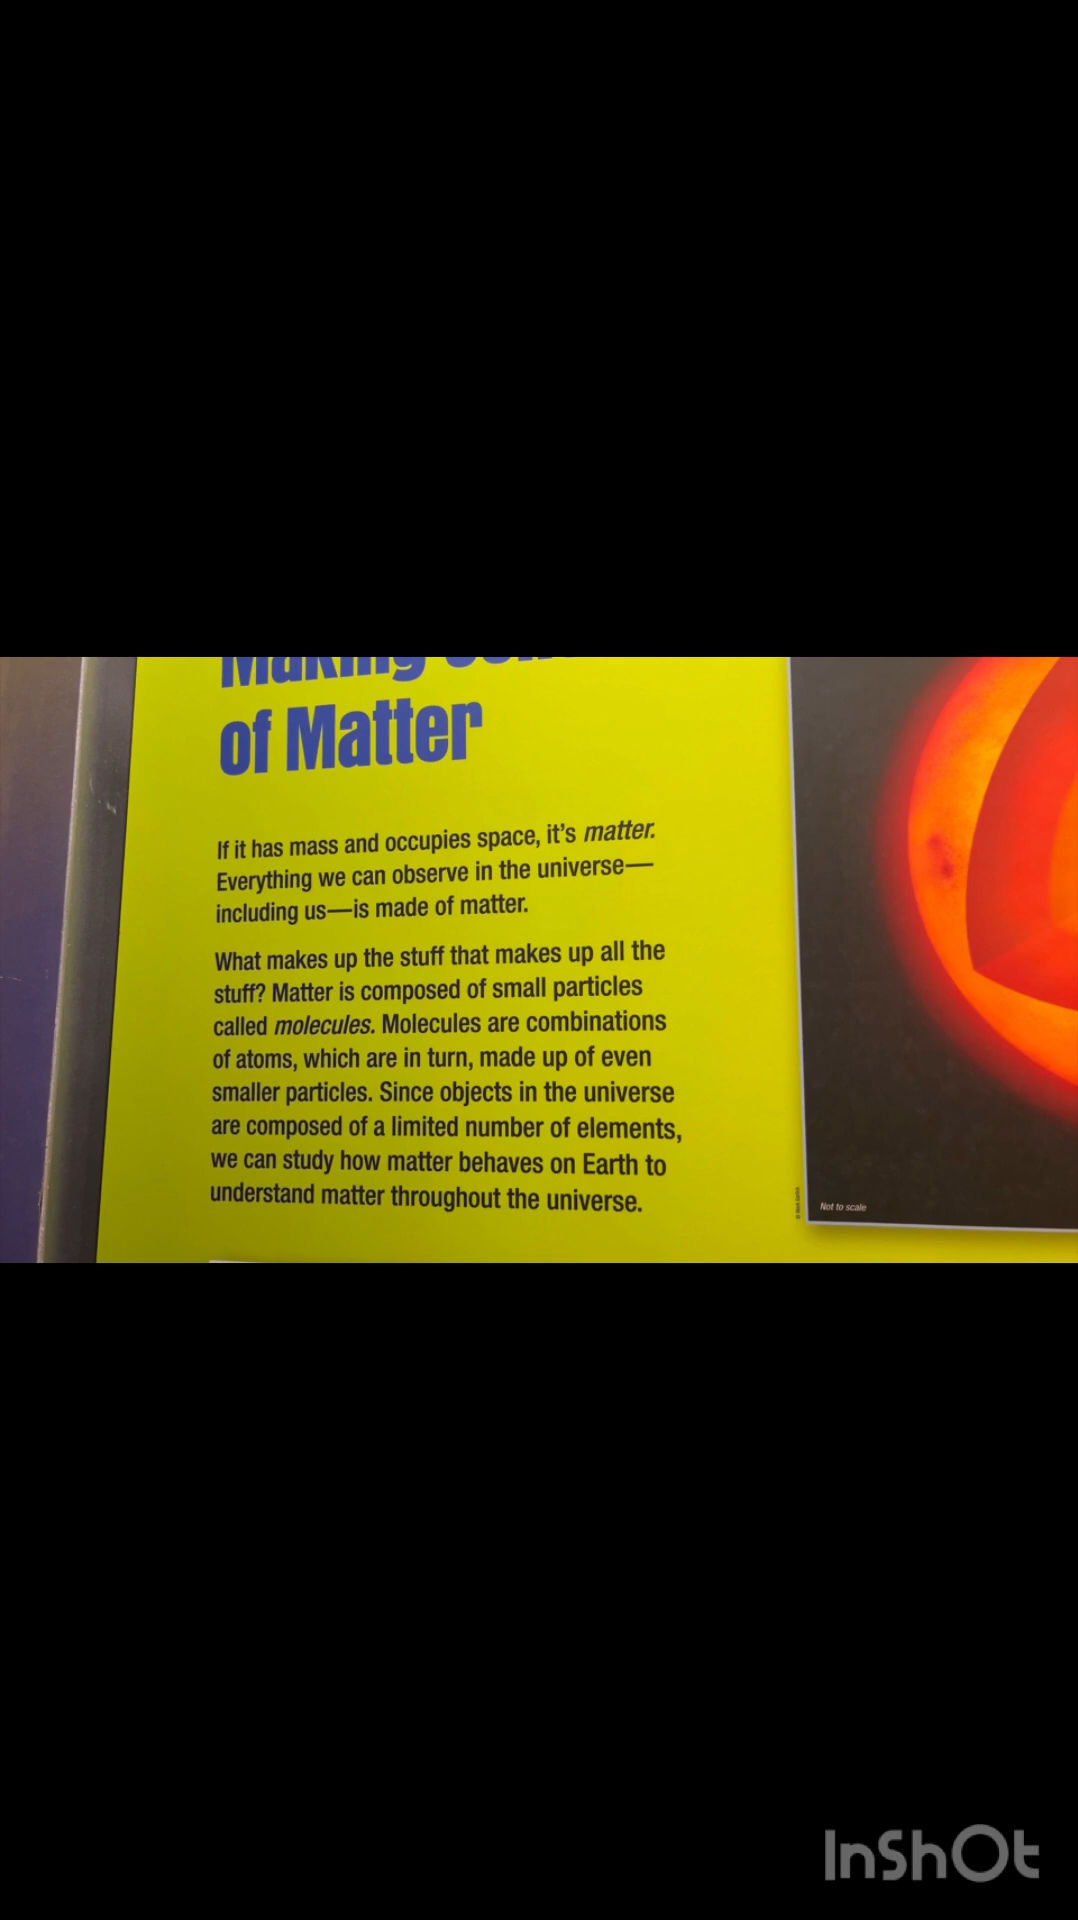 Making
of Matter
If it has mass and occupies space, it's matter.
Everything we can observe in the universe—
including us—is made of matter.
What makes up the stuff that makes up all the
stuff? Matter is composed of small particles
called molecules. Molecules are combinations
of atoms, which are in turn, made up of even
smaller particles. Since objects in the universe
are composed of a limited number of elements,
we can study how matter behaves on Earth to
understand matter throughout the universe.
Not to scale
InShOt